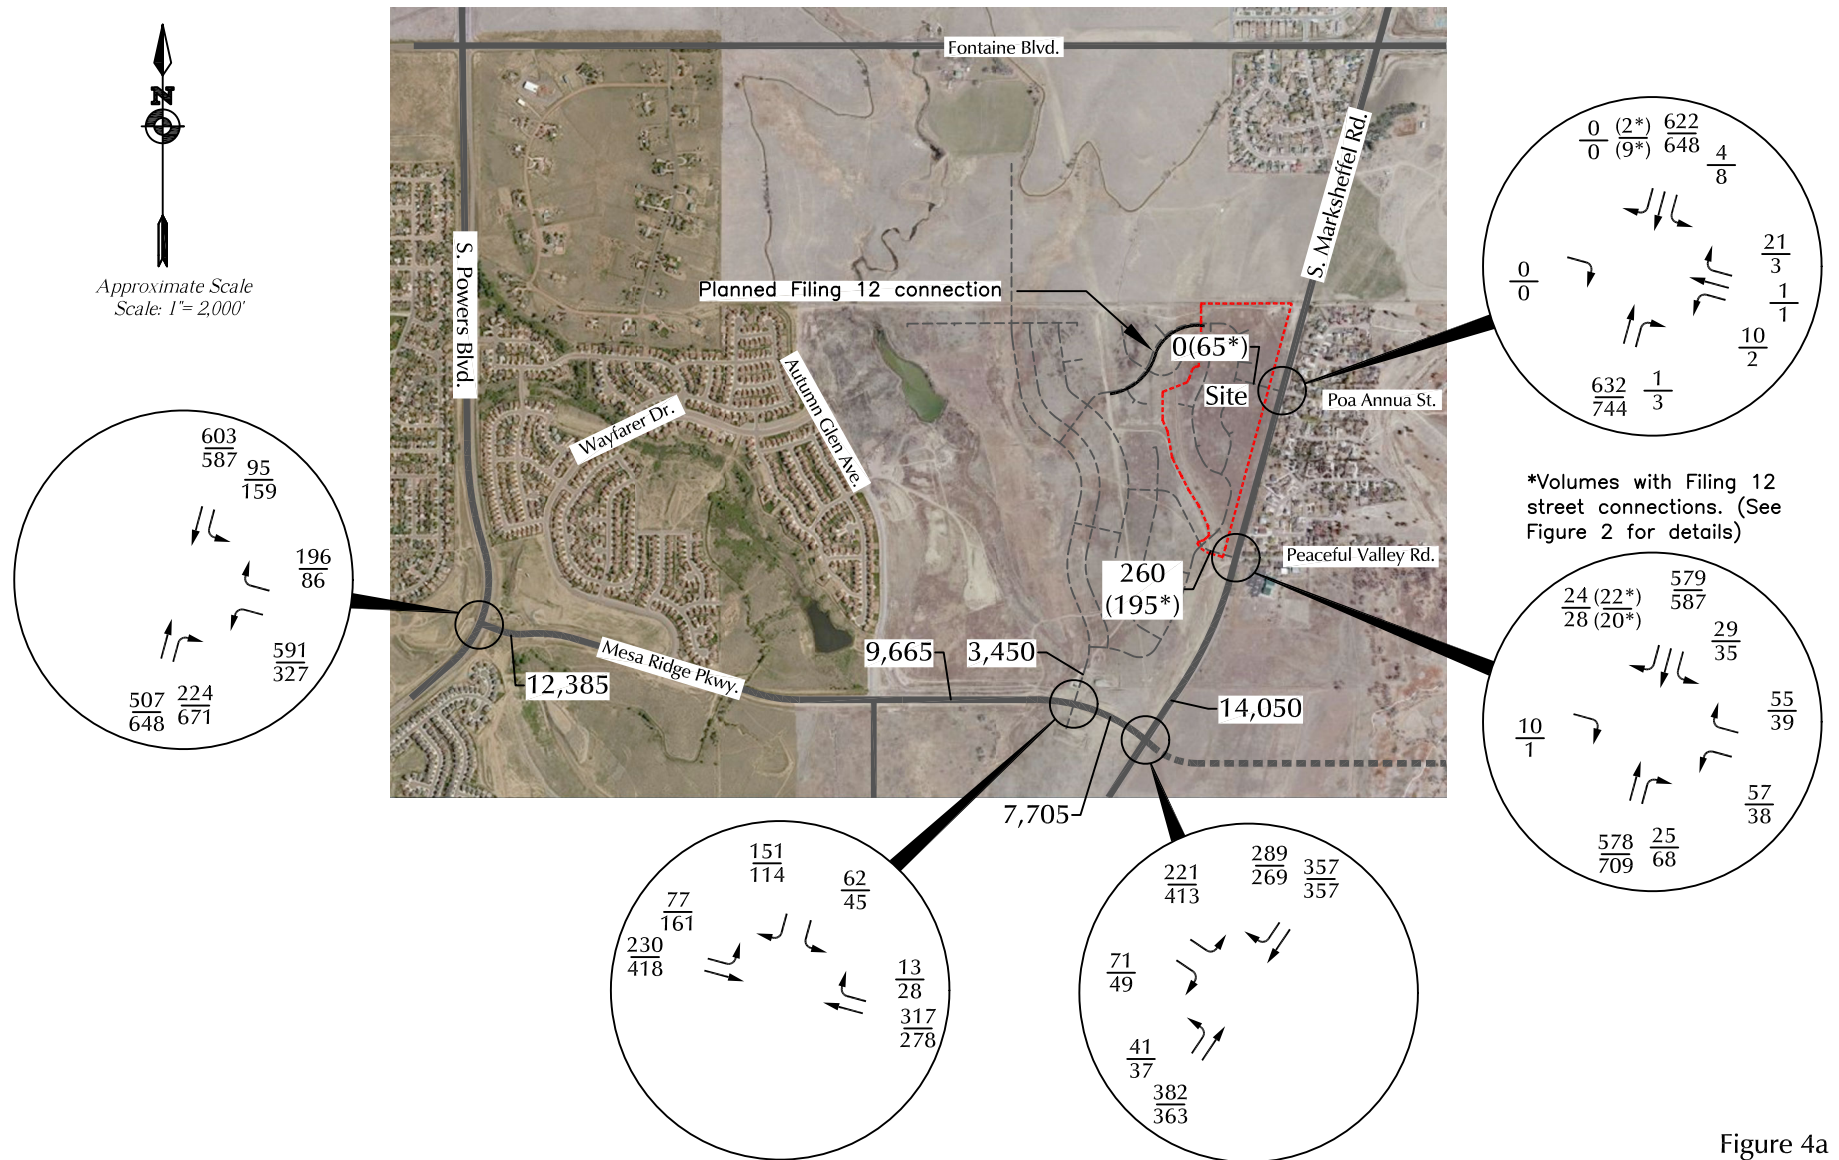 N
Approximate Scale
Scale: 1"= 2,000'
Fontaine Blvd.
S. Powers Blvd.
S. Marksheffel Rd.
Planned Filing 12 connection
0(65*)
Site
Poa Annua St.
Wayfarer Dr.
Autumn Glen Ave.
Peaceful Valley Rd.
260
(195*)
Mesa Ridge Pkwy.
12,385
9,665
3,450
14,050
7,705
0 (2*) 622
0 (9*) 648
4
8
21
3
0
0
1
1
10
2
632 1
744 3
*Volumes with Filing 12
street connections. (See
Figure 2 for details)
24 (22*) 579
28 (20*) 587
29
35
55
39
10
1
57
38
578 25
709 68
603
587
95
159
196
86
591
327
507 224
648 671
151
114
62
45
77
161
230
418
13
28
317
278
221
413
289 357
269 357
71
49
41
37
382
363
Figure 4a